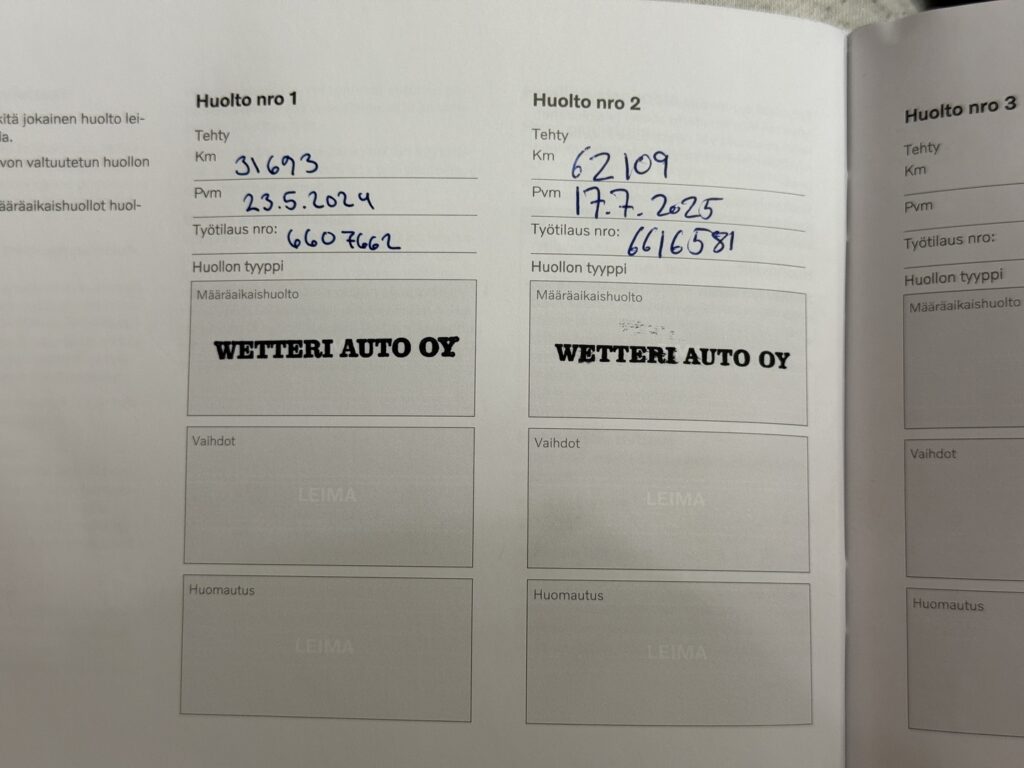 kitä jokainen huolto lei-
la.
von valtuutetun huollon
ääräaikaishuollot huol-
Huolto nro 1
Tehty
Km 31693
Pvm 23.5.2024
Työtilaus nro: 6607662
Huollon tyyppi
Määräaikaishuolto
WETTERI AUTO OY
Vaihdot
LEIMA
Huomautus
LEIMA
Huolto nro 2
Tehty
Km 62109
Pvm 17.7.2025
Työtilaus nro: 6616581
Huollon tyyppi
Määräaikaishuolto
WETTERI AUTO OY
Vaihdot
LEIMA
Huomautus
LEIMA
Huolto nro 3
Tehty
Km
Pvm
Työtilaus nro:
Huollon tyyppi
Määräaikaishuolto
Vaihdot
Huomautus